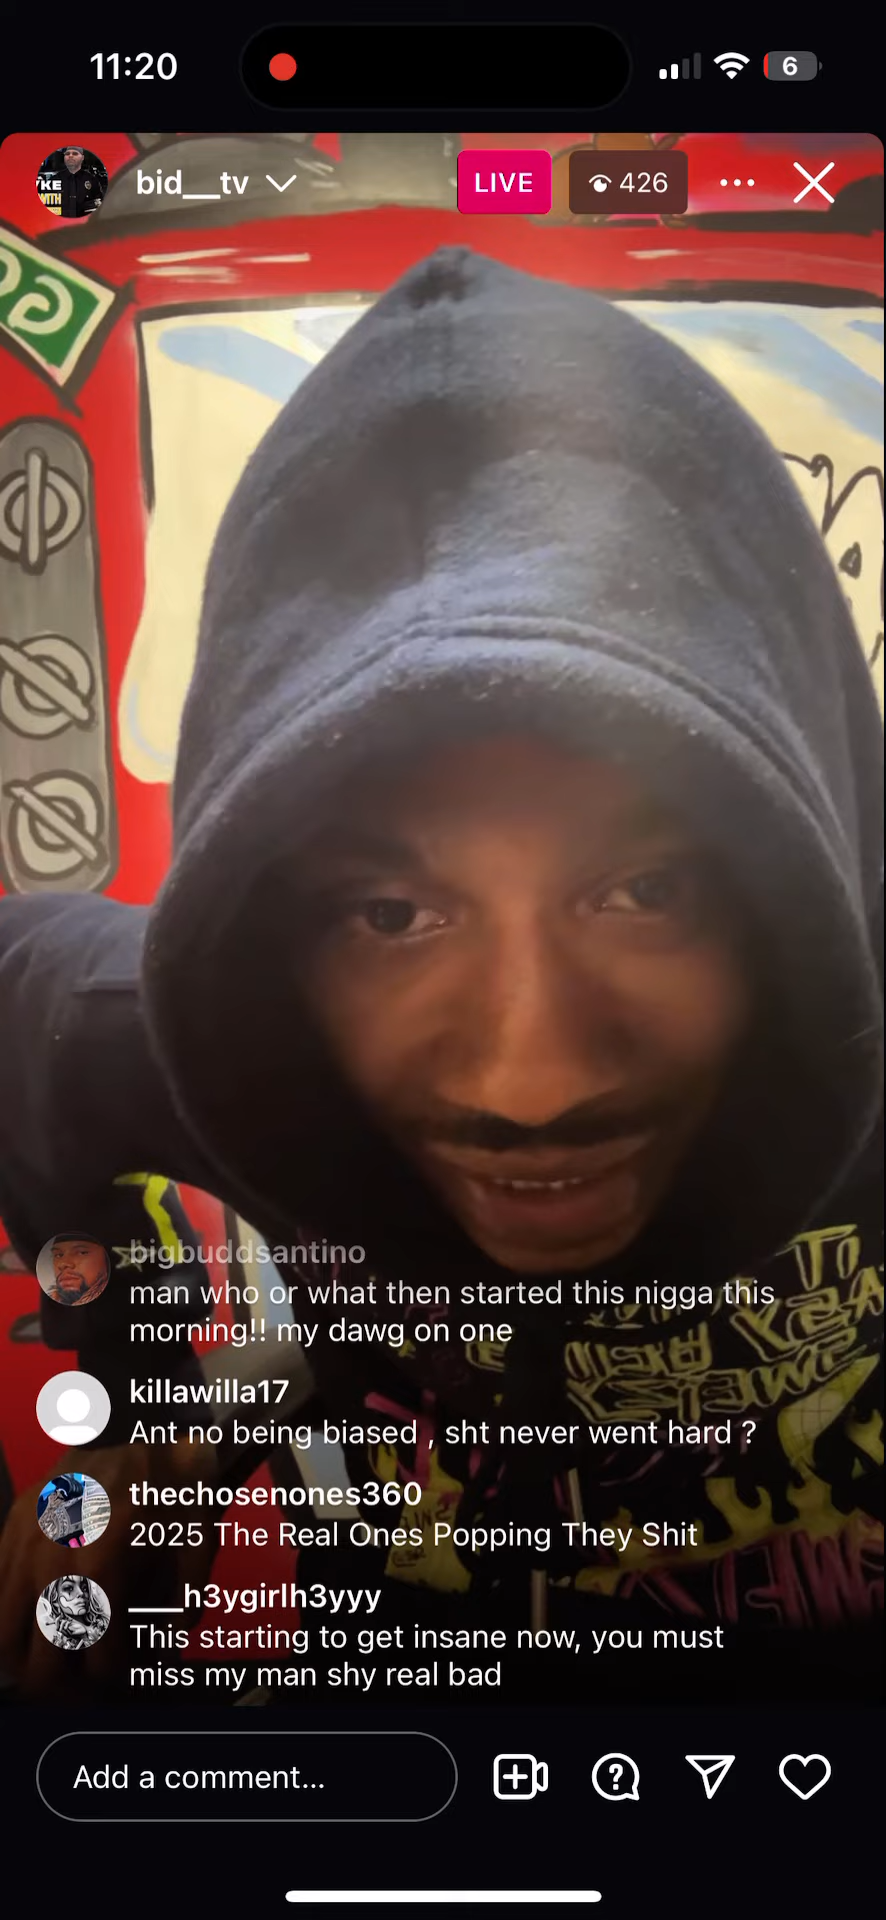 11:20
6
bid__tv
LIVE
426
bigbuddsantino
man who or what then started this nigga this
morning!! my dawg on one
killawilla17
Ant no being biased , sht never went hard ?
thechosenones360
2025 The Real Ones Popping They Shit
___h3ygirlh3yyy
This starting to get insane now, you must
miss my man shy real bad
Add a comment...